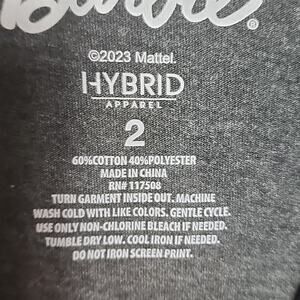 Barbie®
©2023 Mattel.
HYBRID
APPAREL
2
60%COTTON 40%POLYESTER
MADE IN CHINA
RN# 117508
TURN GARMENT INSIDE OUT. MACHINE
WASH COLD WITH LIKE COLORS. GENTLE CYCLE.
USE ONLY NON-CHLORINE BLEACH IF NEEDED.
TUMBLE DRY LOW. COOL IRON IF NEEDED.
DO NOT IRON SCREEN PRINT.